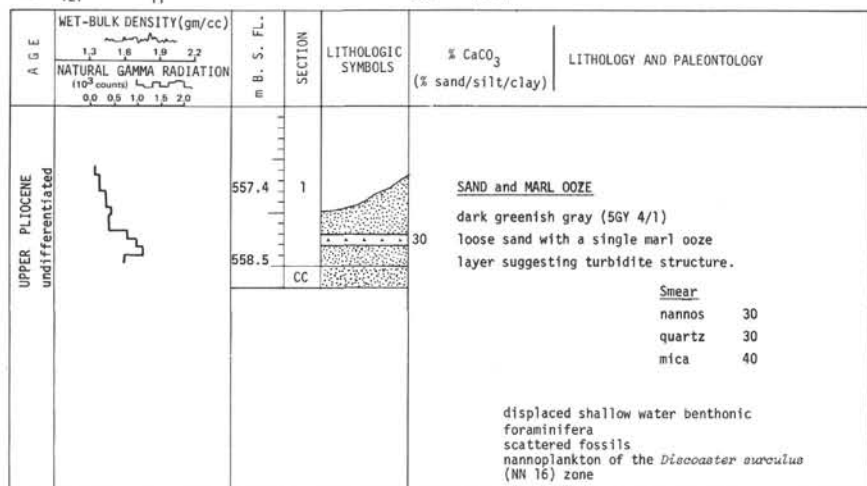 WET-BULK DENSITY(gm/cc)
1.3 1.6 1.9 2.2
NATURAL GAMMA RADIATION
(10³ counts)
0.0 0.5 1.0 1.5 2.0
AGE
m B. S. FL.
SECTION
LITHOLOGIC
SYMBOLS
% CaCO₃
(% sand/silt/clay)
LITHOLOGY AND PALEONTOLOGY
UPPER PLIOCENE
undifferentiated
557.4
1
558.5
CC
30
SAND and MARL OOZE
dark greenish gray (5GY 4/1)
loose sand with a single marl ooze
layer suggesting turbidite structure.
Smear
nannos 30
quartz 30
mica 40
displaced shallow water benthonic
foraminifera
scattered fossils
nannoplankton of the Discoaster surculus
(NN 16) zone